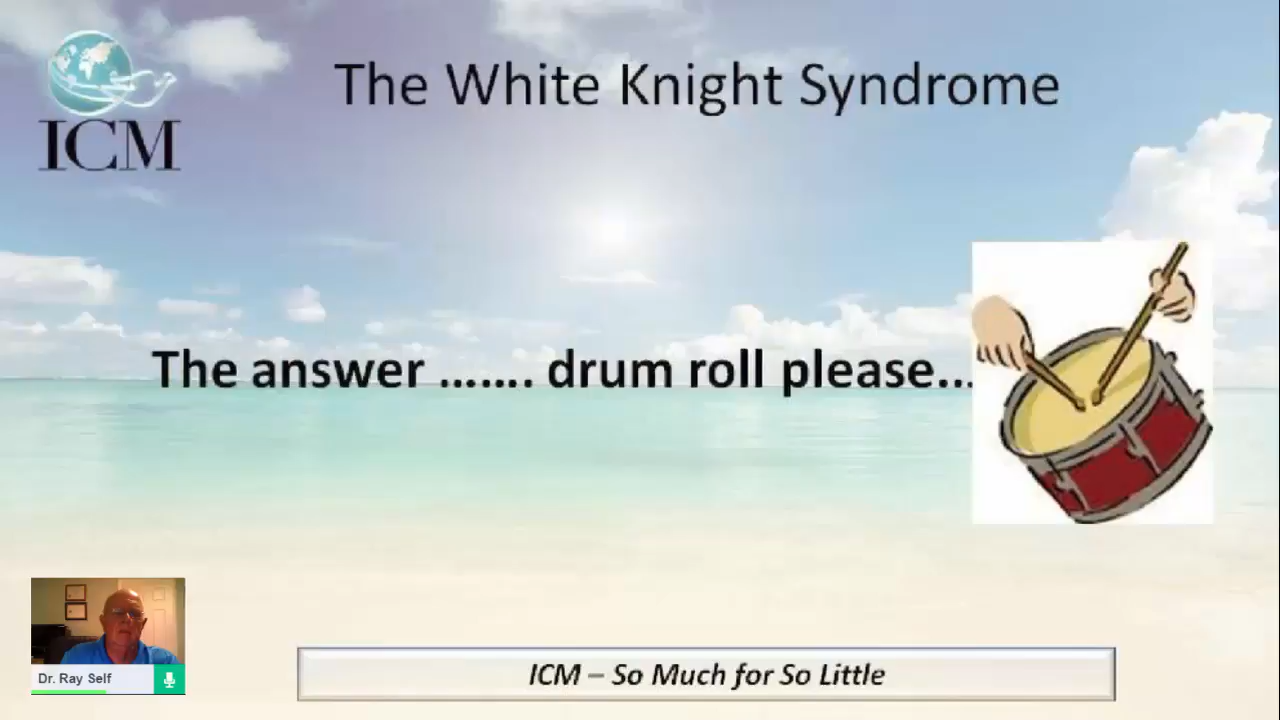 ICM
The White Knight Syndrome
The answer ……. drum roll please...
Dr. Ray Self
ICM – So Much for So Little